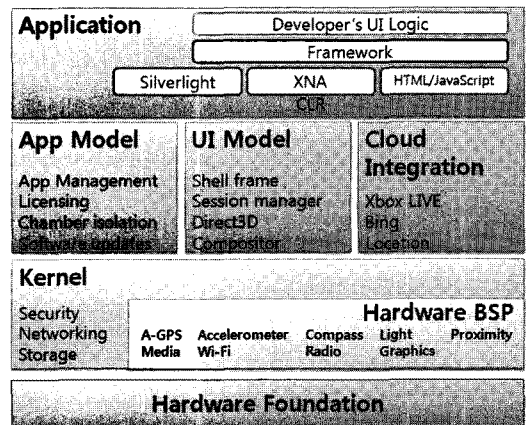 Application
Developer's UI Logic
Framework
Silverlight
XNA
HTML/JavaScript
CLR
App Model
App Management
Licensing
Chamber isolation
Software updates
UI Model
Shell frame
Session manager
Direct3D
Compositor
Cloud
Integration
Xbox LIVE
Bing
Location
Kernel
Security
Networking
Storage
Hardware BSP
A-GPS Accelerometer Compass Light Proximity
Media Wi-Fi Radio Graphics
Hardware Foundation